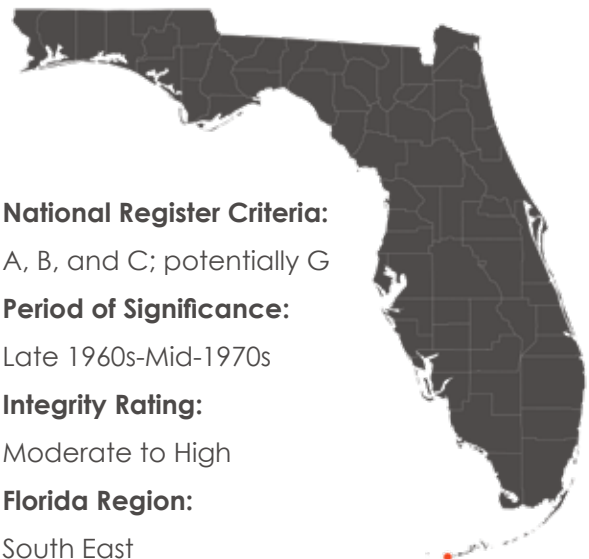 National Register Criteria:
A, B, and C; potentially G
Period of Significance:
Late 1960s-Mid-1970s
Integrity Rating:
Moderate to High
Florida Region:
South East